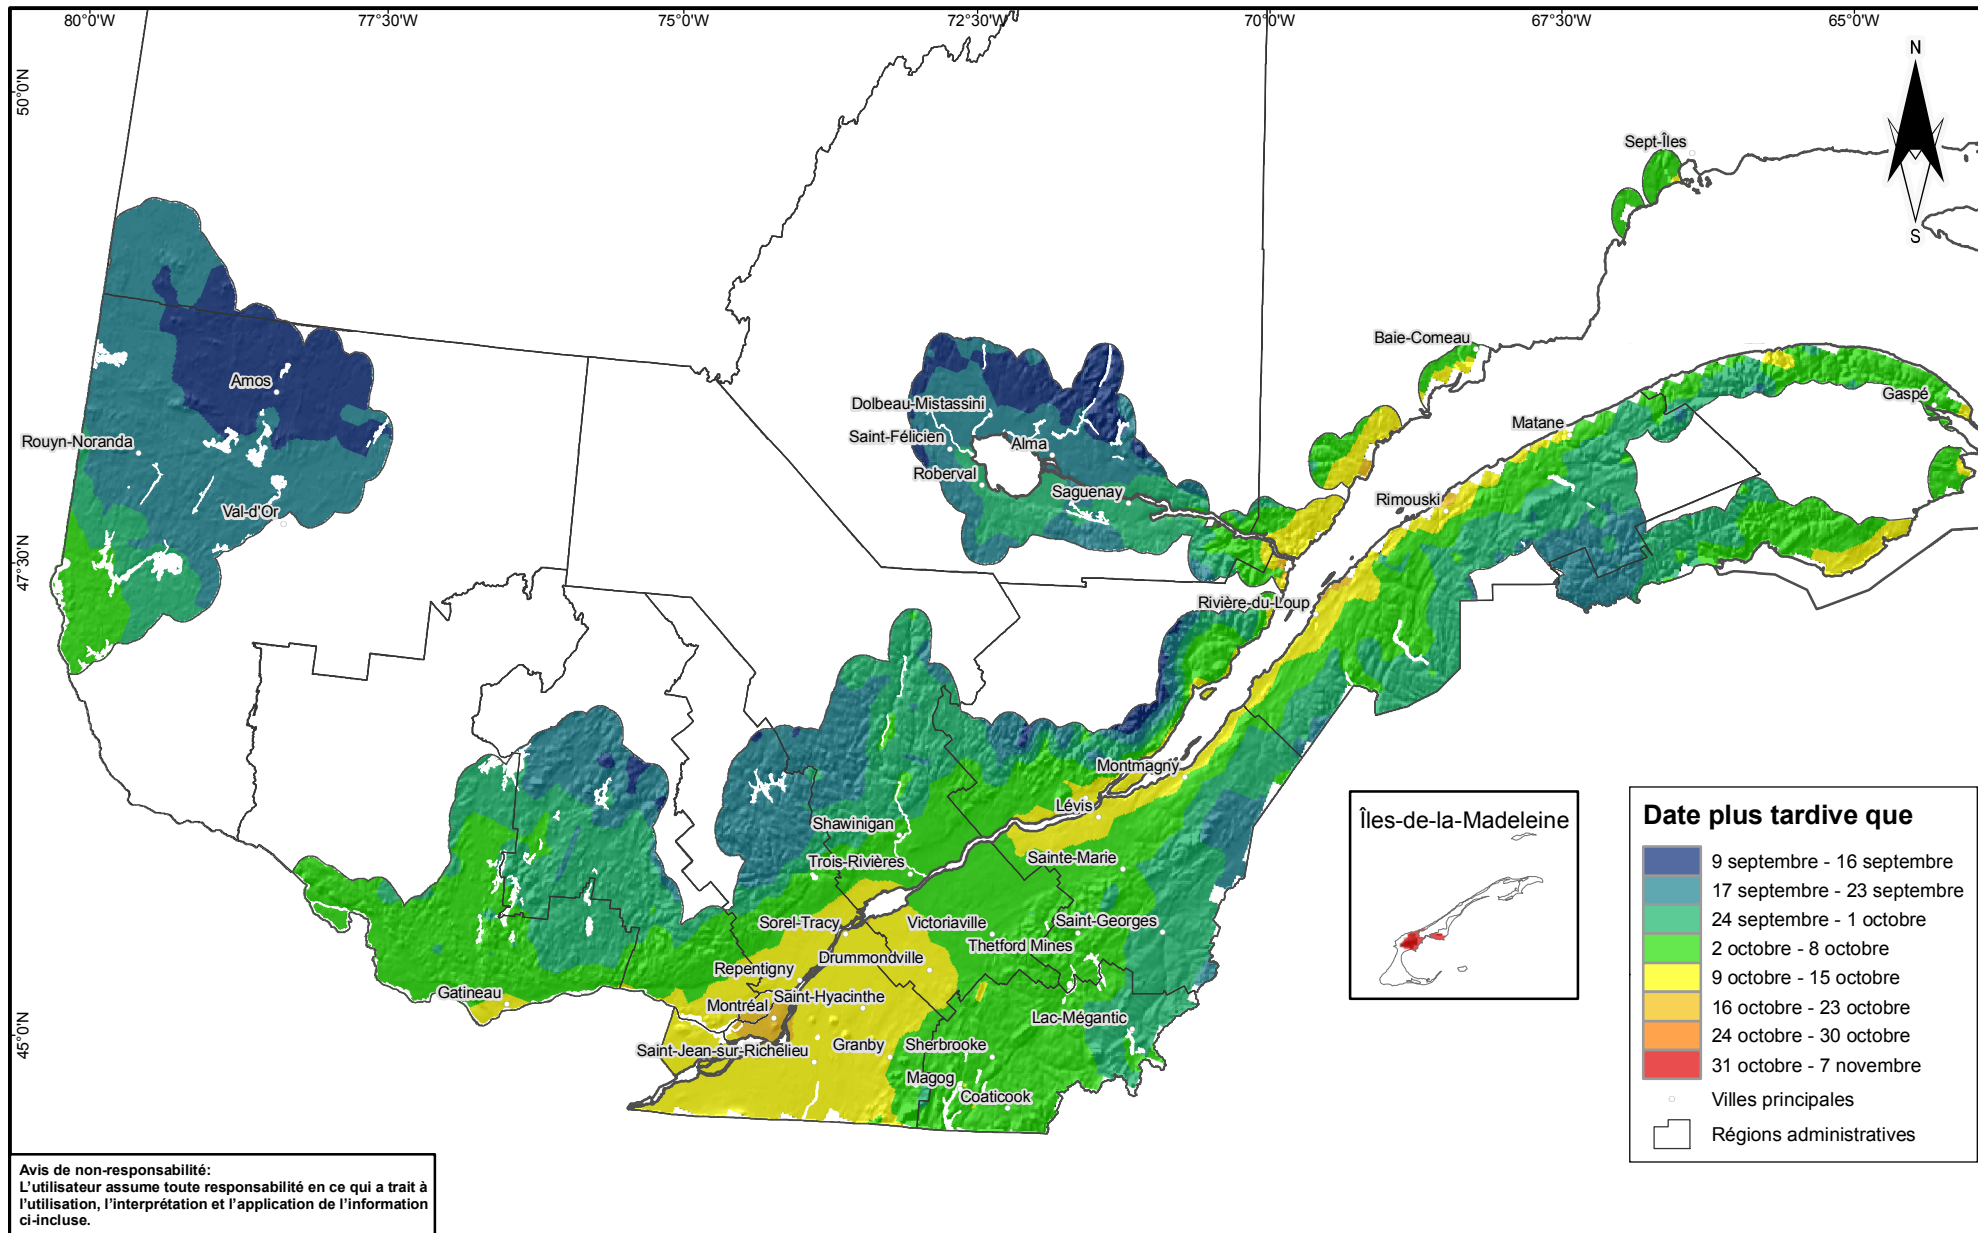 80°0'W 77°30'W 75°0'W 72°30'W 70°0'W 67°30'W 65°0'W
50°0'N
47°30'N
45°0'N
N
S
Sept-Îles
Baie-Comeau
Gaspé
Matane
Rimouski
Amos
Rouyn-Noranda
Val-d'Or
Dolbeau-Mistassini
Saint-Félicien
Alma
Roberval
Saguenay
Rivière-du-Loup
Montmagny
Lévis
Shawinigan
Trois-Rivières
Sainte-Marie
Sorel-Tracy
Victoriaville
Saint-Georges
Thetford Mines
Drummondville
Repentigny
Gatineau
Montréal
Saint-Hyacinthe
Lac-Mégantic
Saint-Jean-sur-Richelieu
Granby
Sherbrooke
Magog
Coaticook
Îles-de-la-Madeleine
Date plus tardive que
9 septembre - 16 septembre
17 septembre - 23 septembre
24 septembre - 1 octobre
2 octobre - 8 octobre
9 octobre - 15 octobre
16 octobre - 23 octobre
24 octobre - 30 octobre
31 octobre - 7 novembre
Villes principales
Régions administratives
Avis de non-responsabilité:
L'utilisateur assume toute responsabilité en ce qui a trait à
l'utilisation, l'interprétation et l'application de l'information
ci-incluse.